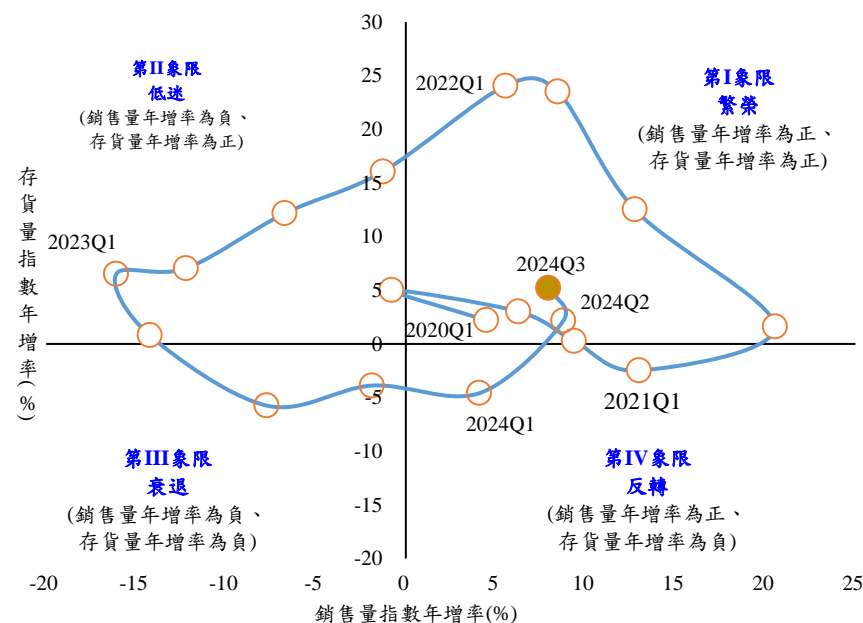 30
25
20
15
10
5
0
-5
-10
-15
-20
第II象限
低迷
(銷售量年增率為負、
存貨量年增率為正)
2022Q1
第I象限
繁榮
(銷售量年增率為正、
存貨量年增率為正)
存貨量指數年增率(%)
2023Q1
2024Q3
2024Q2
2020Q1
2021Q1
2024Q1
第III象限
衰退
(銷售量年增率為負、
存貨量年增率為負)
第IV象限
反轉
(銷售量年增率為正、
存貨量年增率為負)
-20 -15 -10 -5 0 5 10 15 20 25
銷售量指數年增率(%)